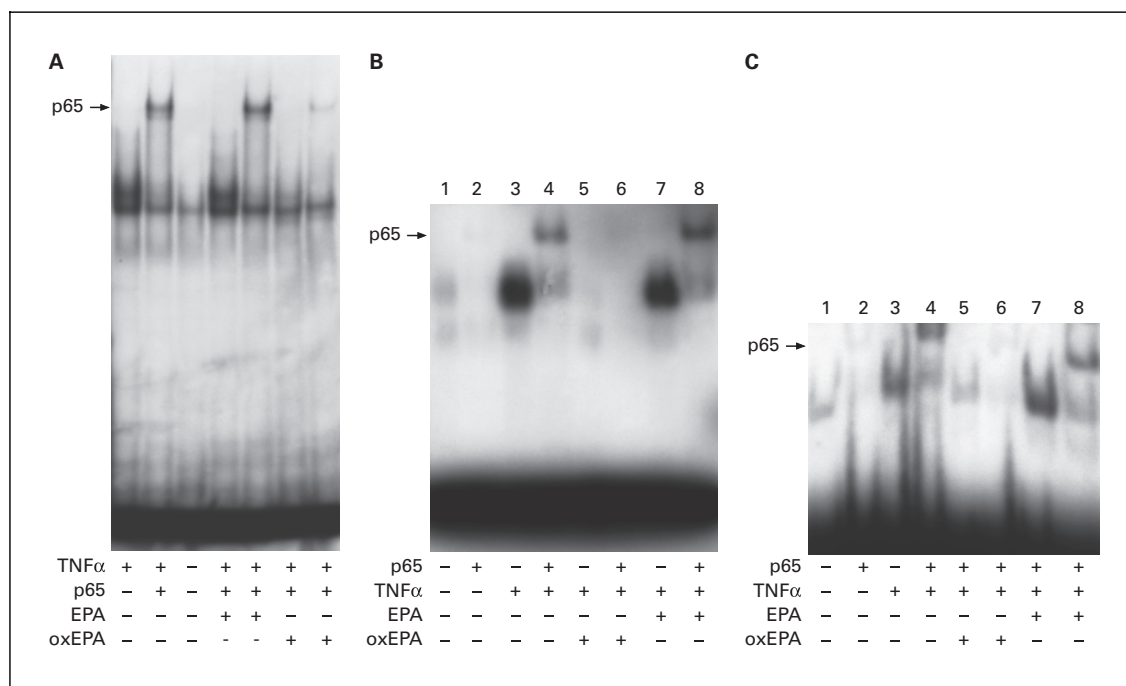 A
B
C
p65
1 2 3 4 5 6 7 8
p65
1 2 3 4 5 6 7 8
p65
TNFα + + − + + + +
p65 − + − + + + +
EPA − − − + + − −
oxEPA − − − - - + +
p65 − + − + − + − +
TNFα − − + + + + + +
EPA − − − − − − + +
oxEPA − − − − + + − −
p65 − + − + + + + +
TNFα − − + + + + + +
EPA − − − − − − + +
oxEPA − − − − + + − −